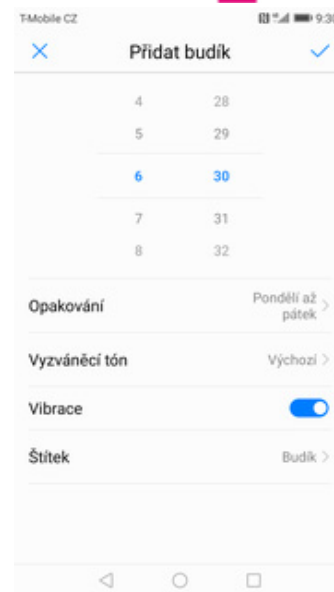 T-Mobile CZ 9:30
Přidat budík
4 28
5 29
6 30
7 31
8 32
Opakování Pondělí až
pátek
Vyzváněcí tón Výchozí
Vibrace
Štítek Budík